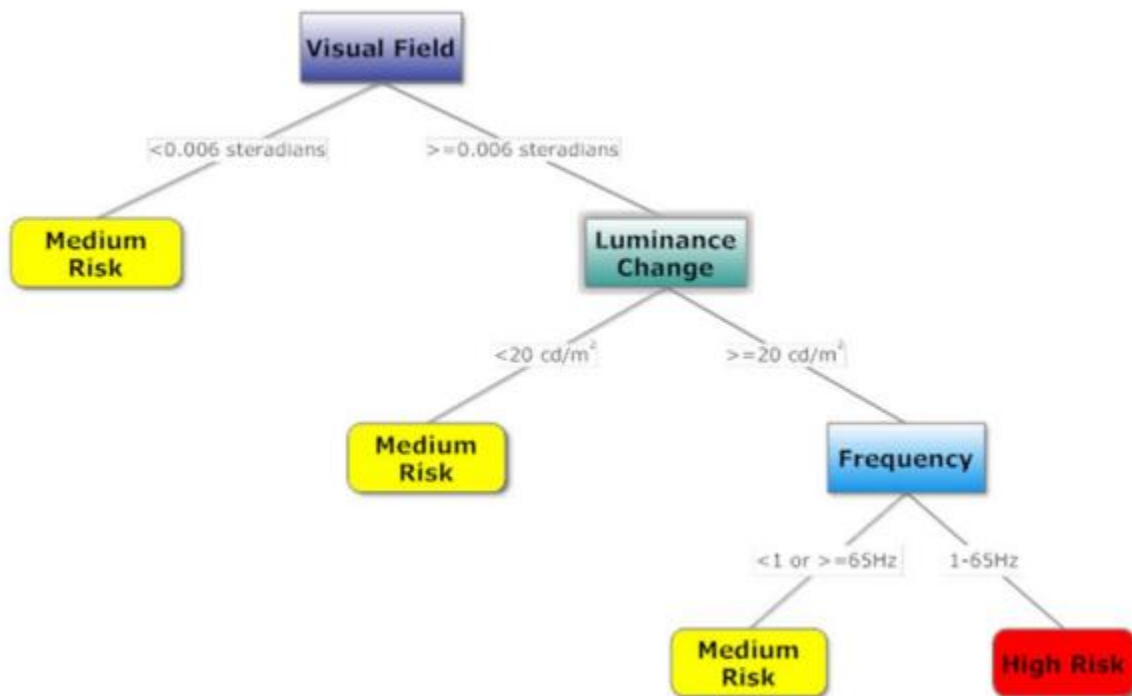 Visual Field
<0.006 steradians
>=0.006 steradians
Medium
Risk
Luminance
Change
<20 cd/m²
>=20 cd/m²
Medium
Risk
Frequency
<1 or >=65Hz
1-65Hz
Medium
Risk
High Risk